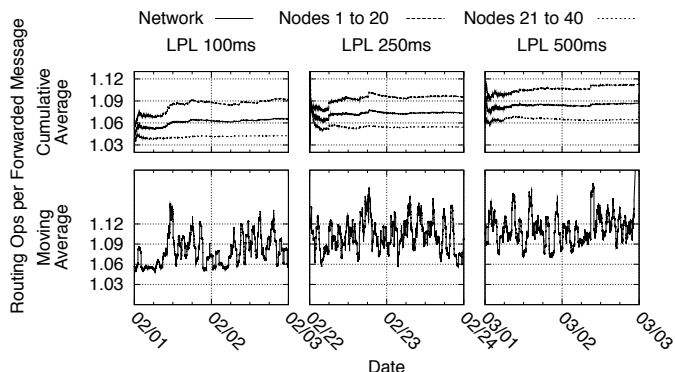 Network Nodes 1 to 20 Nodes 21 to 40
LPL 100ms LPL 250ms LPL 500ms
Routing Ops per Forwarded Message
Cumulative
Average
1.12
1.09
1.06
1.03
Moving
Average
1.12
1.09
1.06
1.03
02/01 02/02 02/03 02/22 02/23 02/24 03/01 03/02 03/03
Date